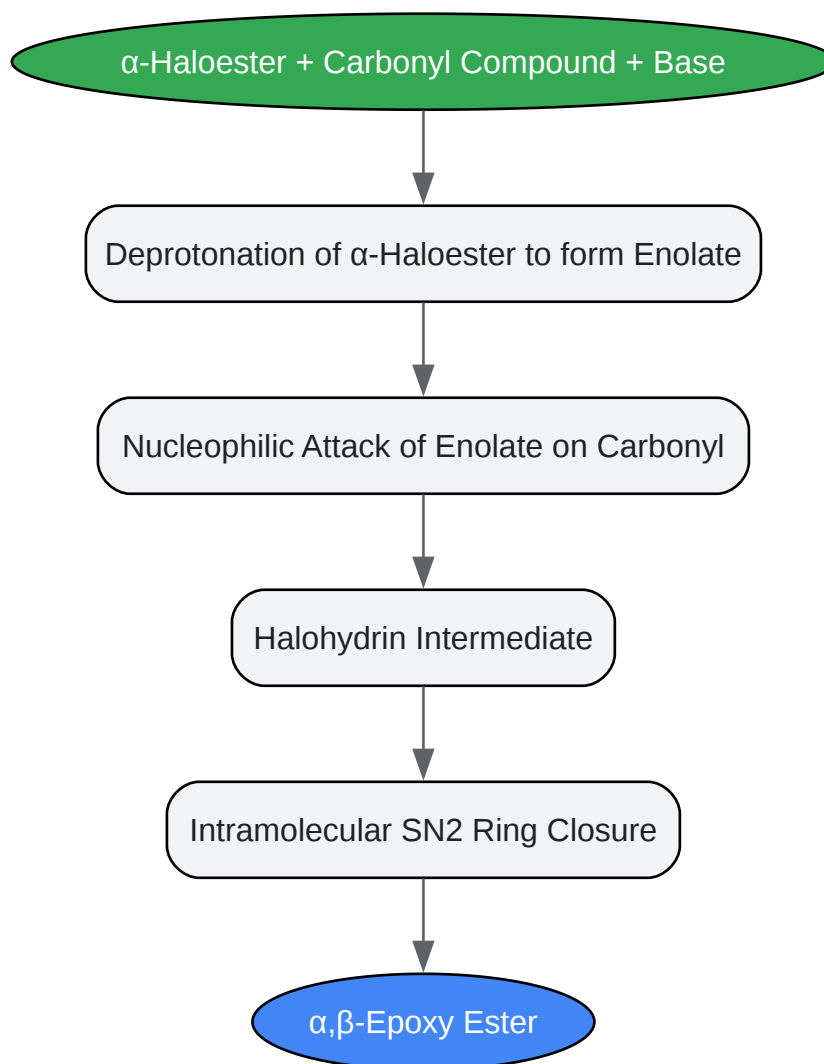 α-Haloester + Carbonyl Compound + Base
Deprotonation of α-Haloester to form Enolate
Nucleophilic Attack of Enolate on Carbonyl
Halohydrin Intermediate
Intramolecular SN2 Ring Closure
α,β-Epoxy Ester